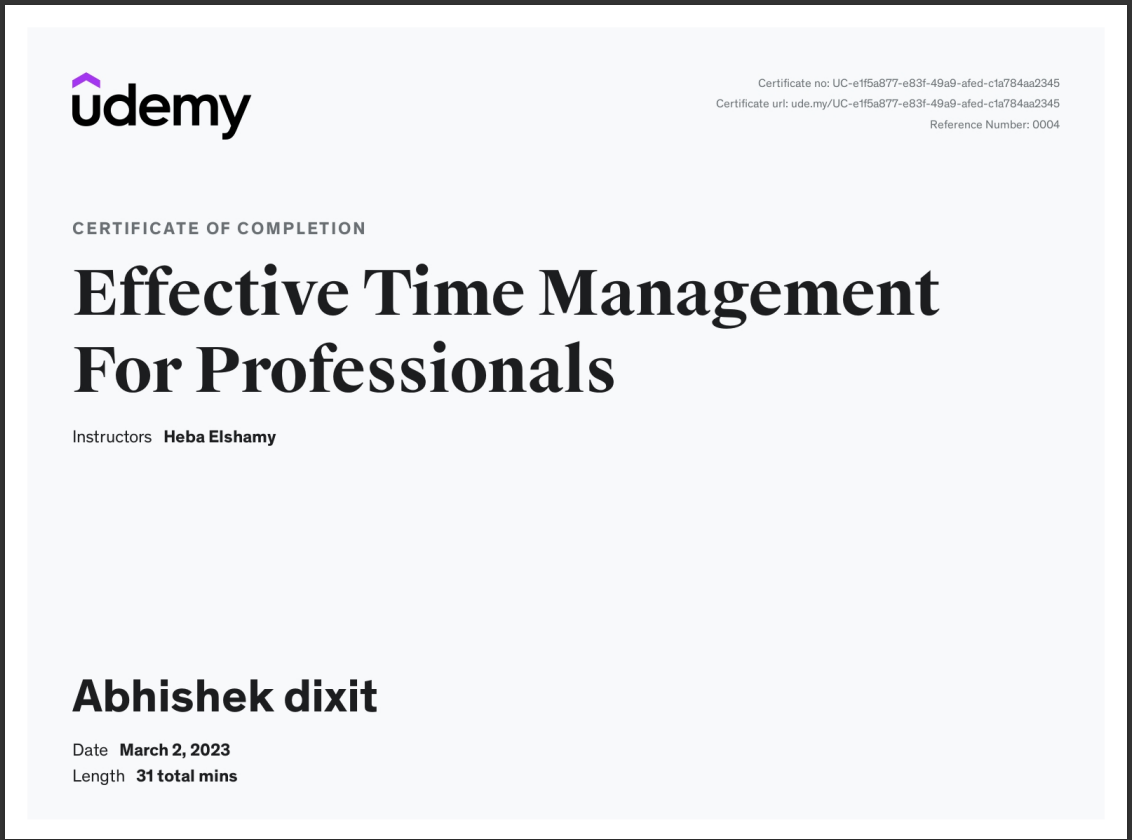 udemy
Certificate no: UC-e1f5a877-e83f-49a9-afed-c1a784aa2345
Certificate url: ude.my/UC-e1f5a877-e83f-49a9-afed-c1a784aa2345
Reference Number: 0004
CERTIFICATE OF COMPLETION
Effective Time Management
For Professionals
Instructors Heba Elshamy
Abhishek dixit
Date March 2, 2023
Length 31 total mins